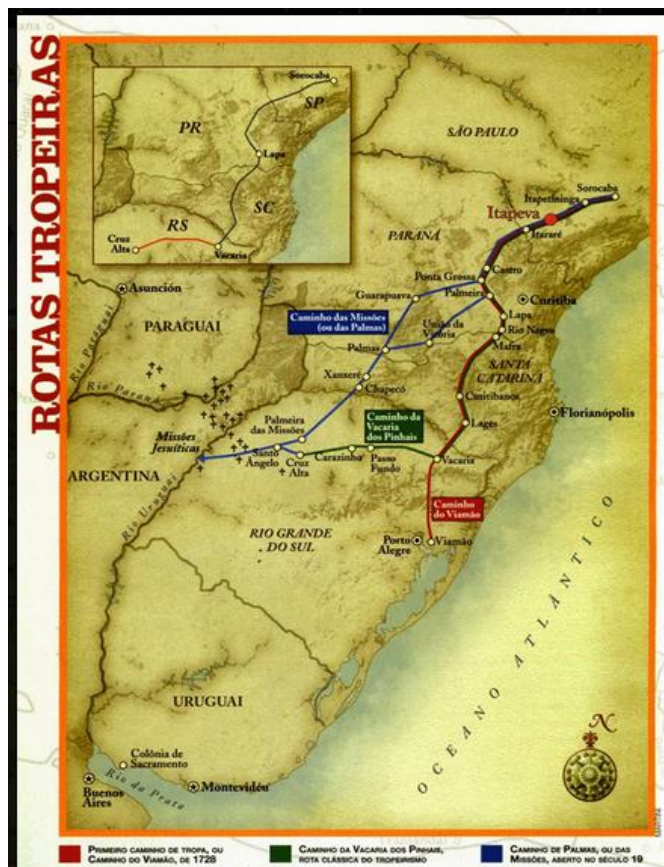 ROTAS TROPEIRAS
Sorocaba
SP
PR
Lapa
SC
RS
Cruz
Alta
Vacaria
SÃO PAULO
Sorocaba
Itapetininga
Itapeva
Itararé
PARANÁ
Castro
Ponta Grossa
Guarapuava
Palmeira
Curitiba
Asunción
PARAGUAI
Rio Paraguai
Rio Paraná
Caminho das Missões
(ou das Palmas)
União da
Vitória
Lapa
Rio Negro
Mafra
Palmas
SANTA
CATARINA
Xanxerê
Chapecó
Curitibanos
Florianópolis
Lages
Palmeira
das Missões
Caminho da
Vacaria
dos Pinhais
Missões
Jesuíticas
Santo
Ângelo
Cruz
Alta
Carazinho
Passo
Fundo
Vacaria
ARGENTINA
Rio Uruguai
Caminho
do Viamão
RIO GRANDE
DO SUL
Porto
Alegre
Viamão
OCEANO ATLÂNTICO
URUGUAI
N
Colônia de
Sacramento
Rio da Prata
Buenos
Aires
Montevidéu
PRIMEIRO CAMINHO DE TROPA, OU
CAMINHO DO VIAMÃO, DE 1728
CAMINHO DA VACARIA DOS PINHAIS,
ROTA CLÁSSICA DO TROPEIRISMO
CAMINHO DE PALMAS, OU DAS
MISSÕES, ABERTO NO SÉCULO 19